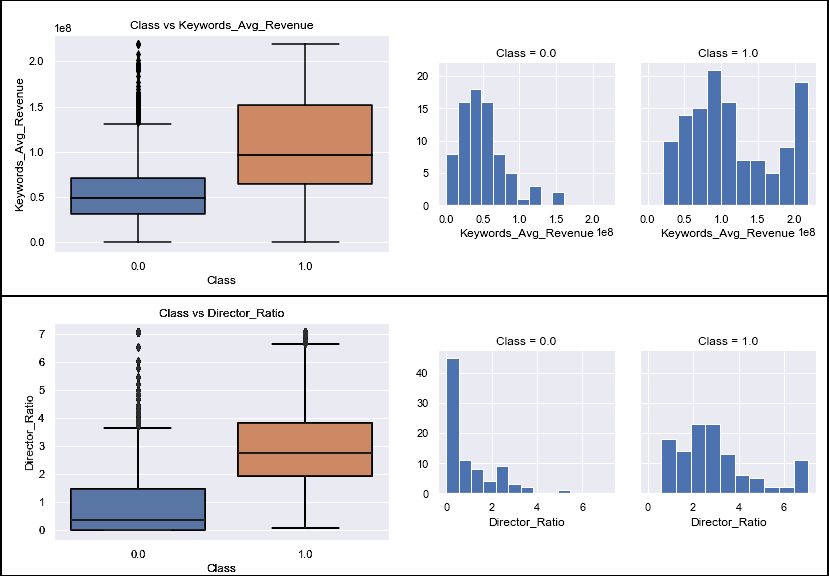 Class vs Keywords_Avg_Revenue
1e8
2.0
1.5
1.0
0.5
0.0
Keywords_Avg_Revenue
0.0 1.0
Class
Class = 0.0
20
15
10
5
0
0.0 0.5 1.0 1.5 2.0
Keywords_Avg_Revenue 1e8
Class = 1.0
0.0 0.5 1.0 1.5 2.0
Keywords_Avg_Revenue 1e8
Class vs Director_Ratio
7
6
5
4
3
2
1
0
Director_Ratio
0.0 1.0
Class
Class = 0.0
40
30
20
10
0
0 2 4 6
Director_Ratio
Class = 1.0
0 2 4 6
Director_Ratio